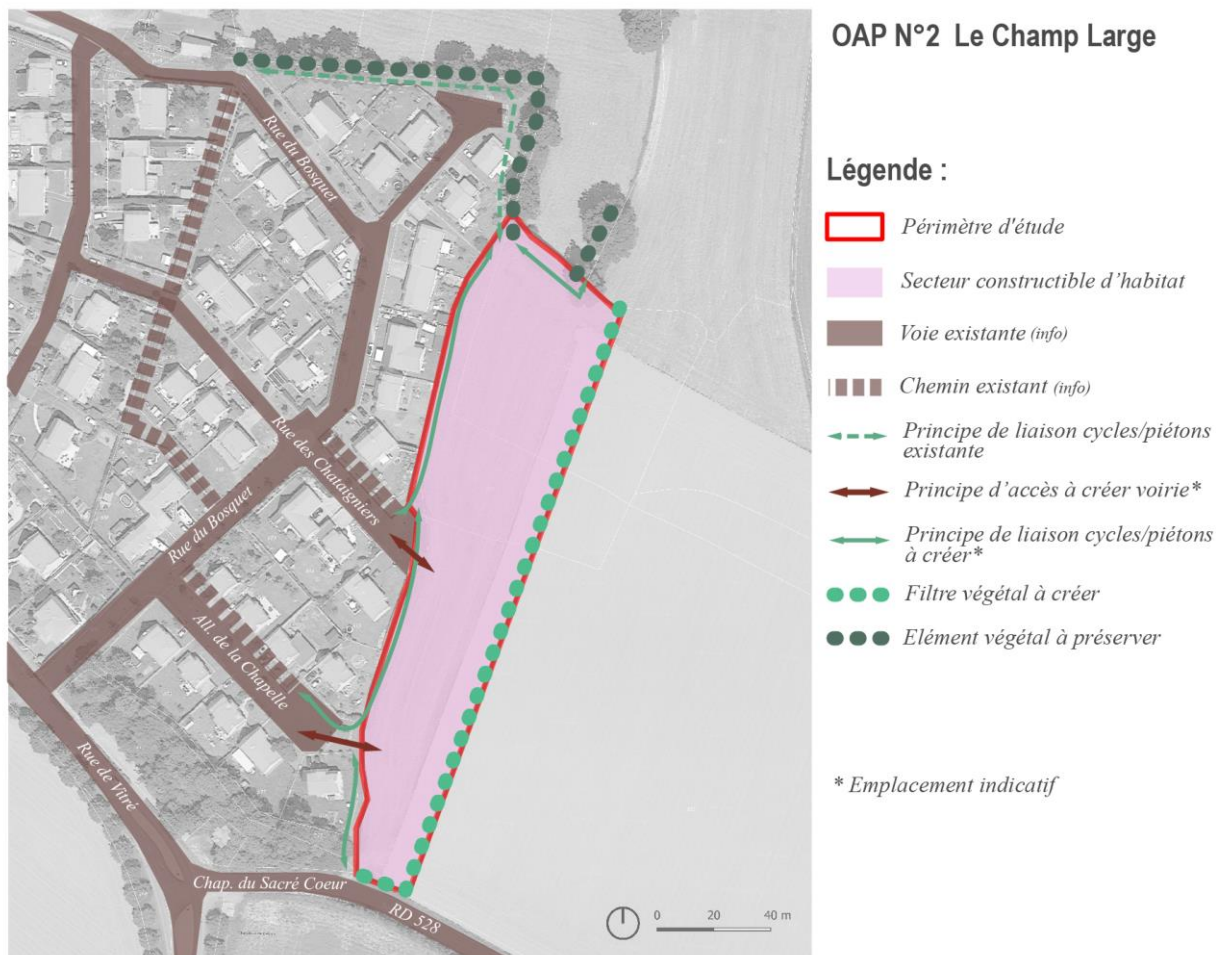 OAP N°2 Le Champ Large
Légende :
Périmètre d'étude
Secteur constructible d’habitat
Voie existante (info)
Chemin existant (info)
Principe de liaison cycles/piétons
existante
Principe d’accès à créer voirie*
Principe de liaison cycles/piétons
à créer*
Filtre végétal à créer
Elément végétal à préserver
* Emplacement indicatif
Rue du Bosquet
Rue des Chataigniers
Rue du Bosquet
All. de la Chapelle
Rue de Vitré
Chap. du Sacré Coeur
RD 528
0 20 40 m